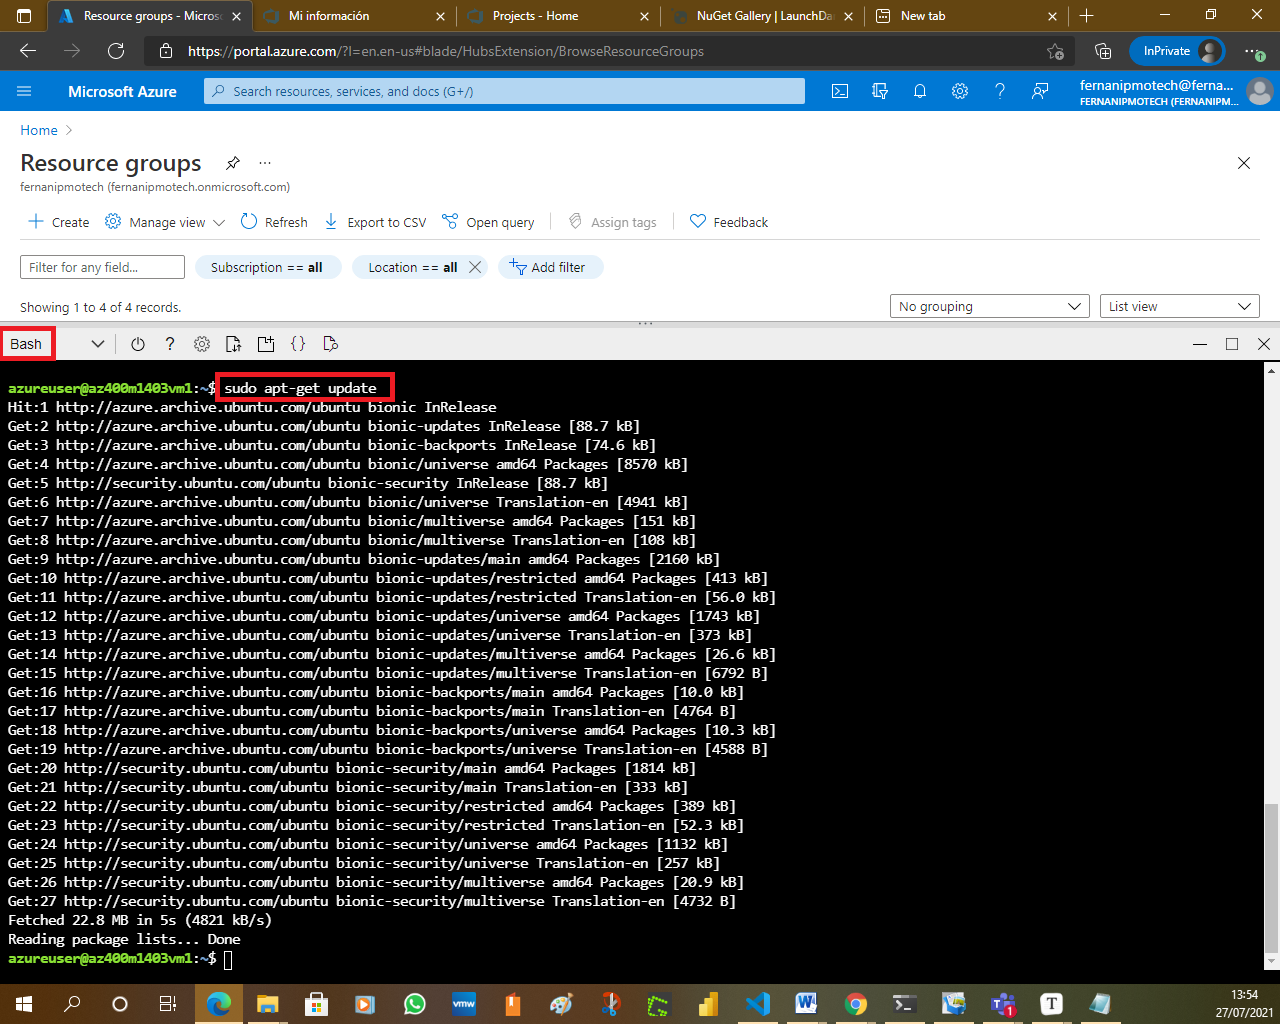 Resource groups - Micros
Mi información
Projects - Home
NuGet Gallery | LaunchDa
New tab
https://portal.azure.com/?l=en.en-us#blade/HubsExtension/BrowseResourceGroups
InPrivate
Microsoft Azure
Search resources, services, and docs (G+/)
fernanipmotech@ferna...
FERNANIPMOTECH (FERNANIPM...
Home
Resource groups
fernanipmotech (fernanipmotech.onmicrosoft.com)
Create
Manage view
Refresh
Export to CSV
Open query
Assign tags
Feedback
Filter for any field...
Subscription == all
Location == all
Add filter
Showing 1 to 4 of 4 records.
No grouping
List view
Bash
azureuser@az400m1403vm1:~$ sudo apt-get update
Hit:1 http://azure.archive.ubuntu.com/ubuntu bionic InRelease
Get:2 http://azure.archive.ubuntu.com/ubuntu bionic-updates InRelease [88.7 kB]
Get:3 http://azure.archive.ubuntu.com/ubuntu bionic-backports InRelease [74.6 kB]
Get:4 http://azure.archive.ubuntu.com/ubuntu bionic/universe amd64 Packages [8570 kB]
Get:5 http://security.ubuntu.com/ubuntu bionic-security InRelease [88.7 kB]
Get:6 http://azure.archive.ubuntu.com/ubuntu bionic/universe Translation-en [4941 kB]
Get:7 http://azure.archive.ubuntu.com/ubuntu bionic/multiverse amd64 Packages [151 kB]
Get:8 http://azure.archive.ubuntu.com/ubuntu bionic/multiverse Translation-en [108 kB]
Get:9 http://azure.archive.ubuntu.com/ubuntu bionic-updates/main amd64 Packages [2160 kB]
Get:10 http://azure.archive.ubuntu.com/ubuntu bionic-updates/restricted amd64 Packages [413 kB]
Get:11 http://azure.archive.ubuntu.com/ubuntu bionic-updates/restricted Translation-en [56.0 kB]
Get:12 http://azure.archive.ubuntu.com/ubuntu bionic-updates/universe amd64 Packages [1743 kB]
Get:13 http://azure.archive.ubuntu.com/ubuntu bionic-updates/universe Translation-en [373 kB]
Get:14 http://azure.archive.ubuntu.com/ubuntu bionic-updates/multiverse amd64 Packages [26.6 kB]
Get:15 http://azure.archive.ubuntu.com/ubuntu bionic-updates/multiverse Translation-en [6792 B]
Get:16 http://azure.archive.ubuntu.com/ubuntu bionic-backports/main amd64 Packages [10.0 kB]
Get:17 http://azure.archive.ubuntu.com/ubuntu bionic-backports/main Translation-en [4764 B]
Get:18 http://azure.archive.ubuntu.com/ubuntu bionic-backports/universe amd64 Packages [10.3 kB]
Get:19 http://azure.archive.ubuntu.com/ubuntu bionic-backports/universe Translation-en [4588 B]
Get:20 http://security.ubuntu.com/ubuntu bionic-security/main amd64 Packages [1814 kB]
Get:21 http://security.ubuntu.com/ubuntu bionic-security/main Translation-en [333 kB]
Get:22 http://security.ubuntu.com/ubuntu bionic-security/restricted amd64 Packages [389 kB]
Get:23 http://security.ubuntu.com/ubuntu bionic-security/restricted Translation-en [52.3 kB]
Get:24 http://security.ubuntu.com/ubuntu bionic-security/universe amd64 Packages [1132 kB]
Get:25 http://security.ubuntu.com/ubuntu bionic-security/universe Translation-en [257 kB]
Get:26 http://security.ubuntu.com/ubuntu bionic-security/multiverse amd64 Packages [20.9 kB]
Get:27 http://security.ubuntu.com/ubuntu bionic-security/multiverse Translation-en [4732 B]
Fetched 22.8 MB in 5s (4821 kB/s)
Reading package lists... Done
azureuser@az400m1403vm1:~$
vmw
13:54
27/07/2021